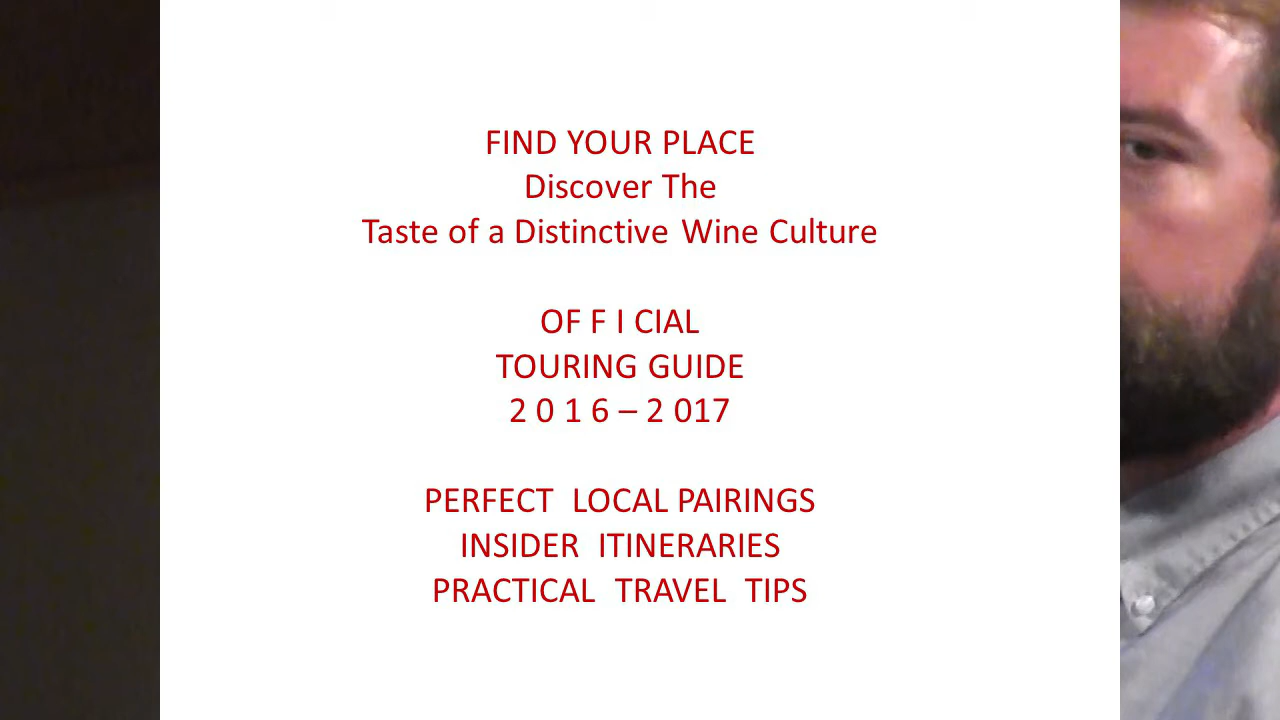 FIND YOUR PLACE
Discover The
Taste of a Distinctive Wine Culture
OF F I CIAL
TOURING GUIDE
2 0 1 6 – 2 017
PERFECT LOCAL PAIRINGS
INSIDER ITINERARIES
PRACTICAL TRAVEL TIPS